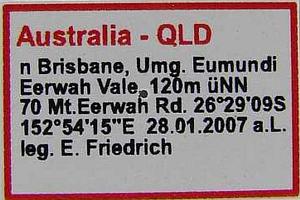 Australia - QLD
n Brisbane, Umg. Eumundi
Eerwah Vale, 120m üNN
70 Mt.Eerwah Rd. 26°29'09S
152°54'15"E 28.01.2007 a.L.
leg. E. Friedrich